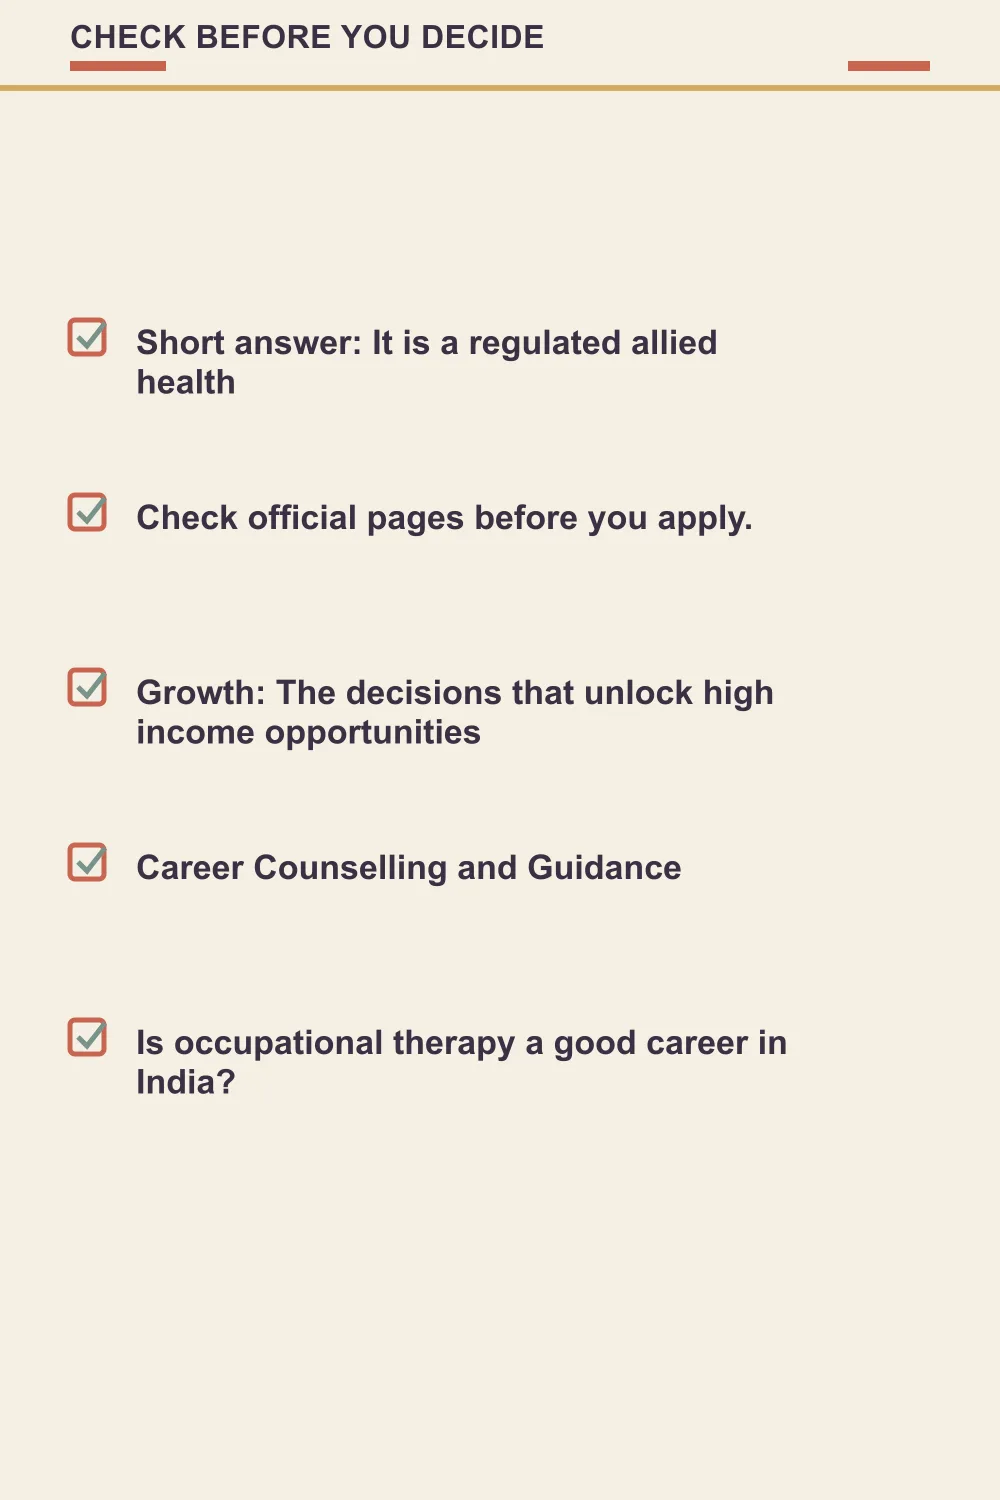 CHECK BEFORE YOU DECIDE
Short answer: It is a regulated allied
health
Check official pages before you apply.
Growth: The decisions that unlock high
income opportunities
Career Counselling and Guidance
Is occupational therapy a good career in
India?